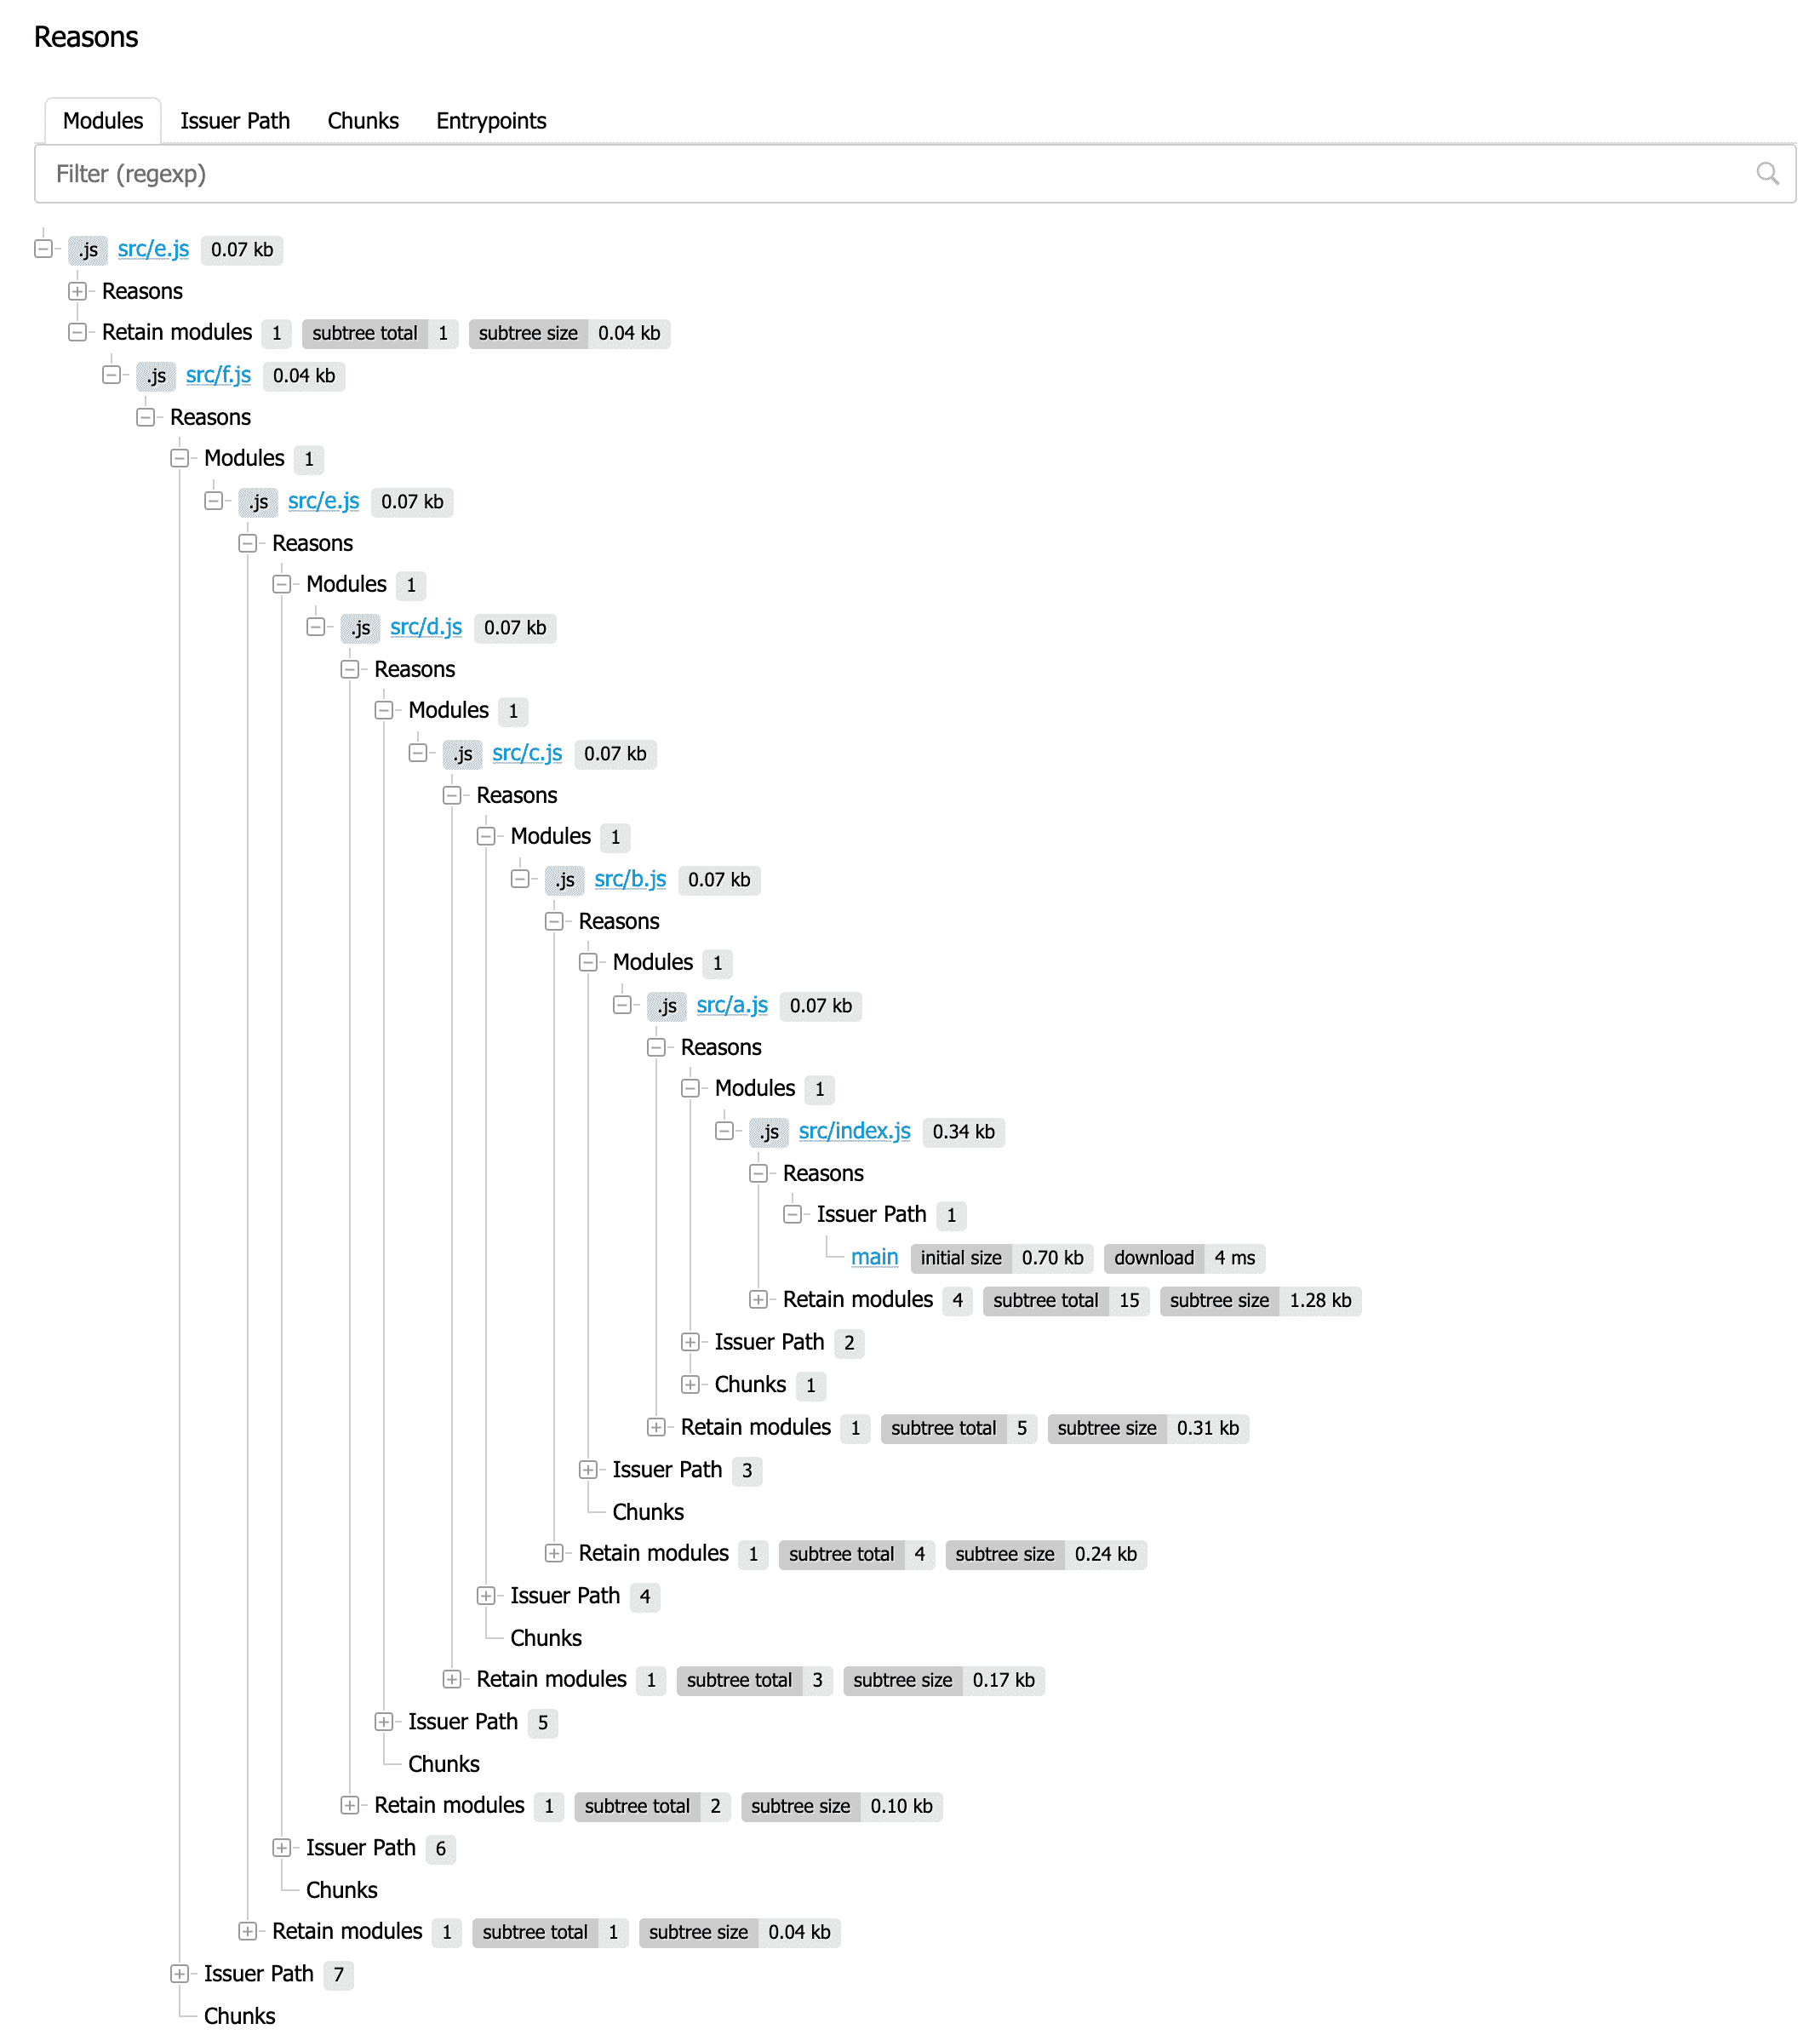 Reasons
Modules Issuer Path Chunks Entrypoints
Filter (regexp)
.js src/e.js 0.07 kb
Reasons
Retain modules 1 subtree total 1 subtree size 0.04 kb
.js src/f.js 0.04 kb
Reasons
Modules 1
.js src/e.js 0.07 kb
Reasons
Modules 1
.js src/d.js 0.07 kb
Reasons
Modules 1
.js src/c.js 0.07 kb
Reasons
Modules 1
.js src/b.js 0.07 kb
Reasons
Modules 1
.js src/a.js 0.07 kb
Reasons
Modules 1
.js src/index.js 0.34 kb
Reasons
Issuer Path 1
main initial size 0.70 kb download 4 ms
Retain modules 4 subtree total 15 subtree size 1.28 kb
Issuer Path 2
Chunks 1
Retain modules 1 subtree total 5 subtree size 0.31 kb
Issuer Path 3
Chunks
Retain modules 1 subtree total 4 subtree size 0.24 kb
Issuer Path 4
Chunks
Retain modules 1 subtree total 3 subtree size 0.17 kb
Issuer Path 5
Chunks
Retain modules 1 subtree total 2 subtree size 0.10 kb
Issuer Path 6
Chunks
Retain modules 1 subtree total 1 subtree size 0.04 kb
Issuer Path 7
Chunks